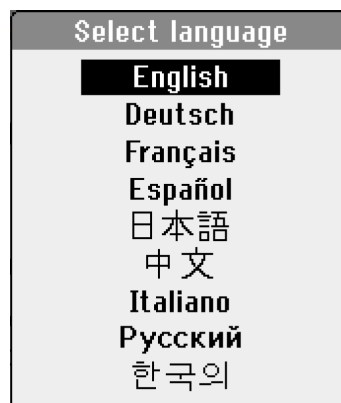 Select language
English
Deutsch
Français
Español
日本語
中文
Italiano
Русский
한국의